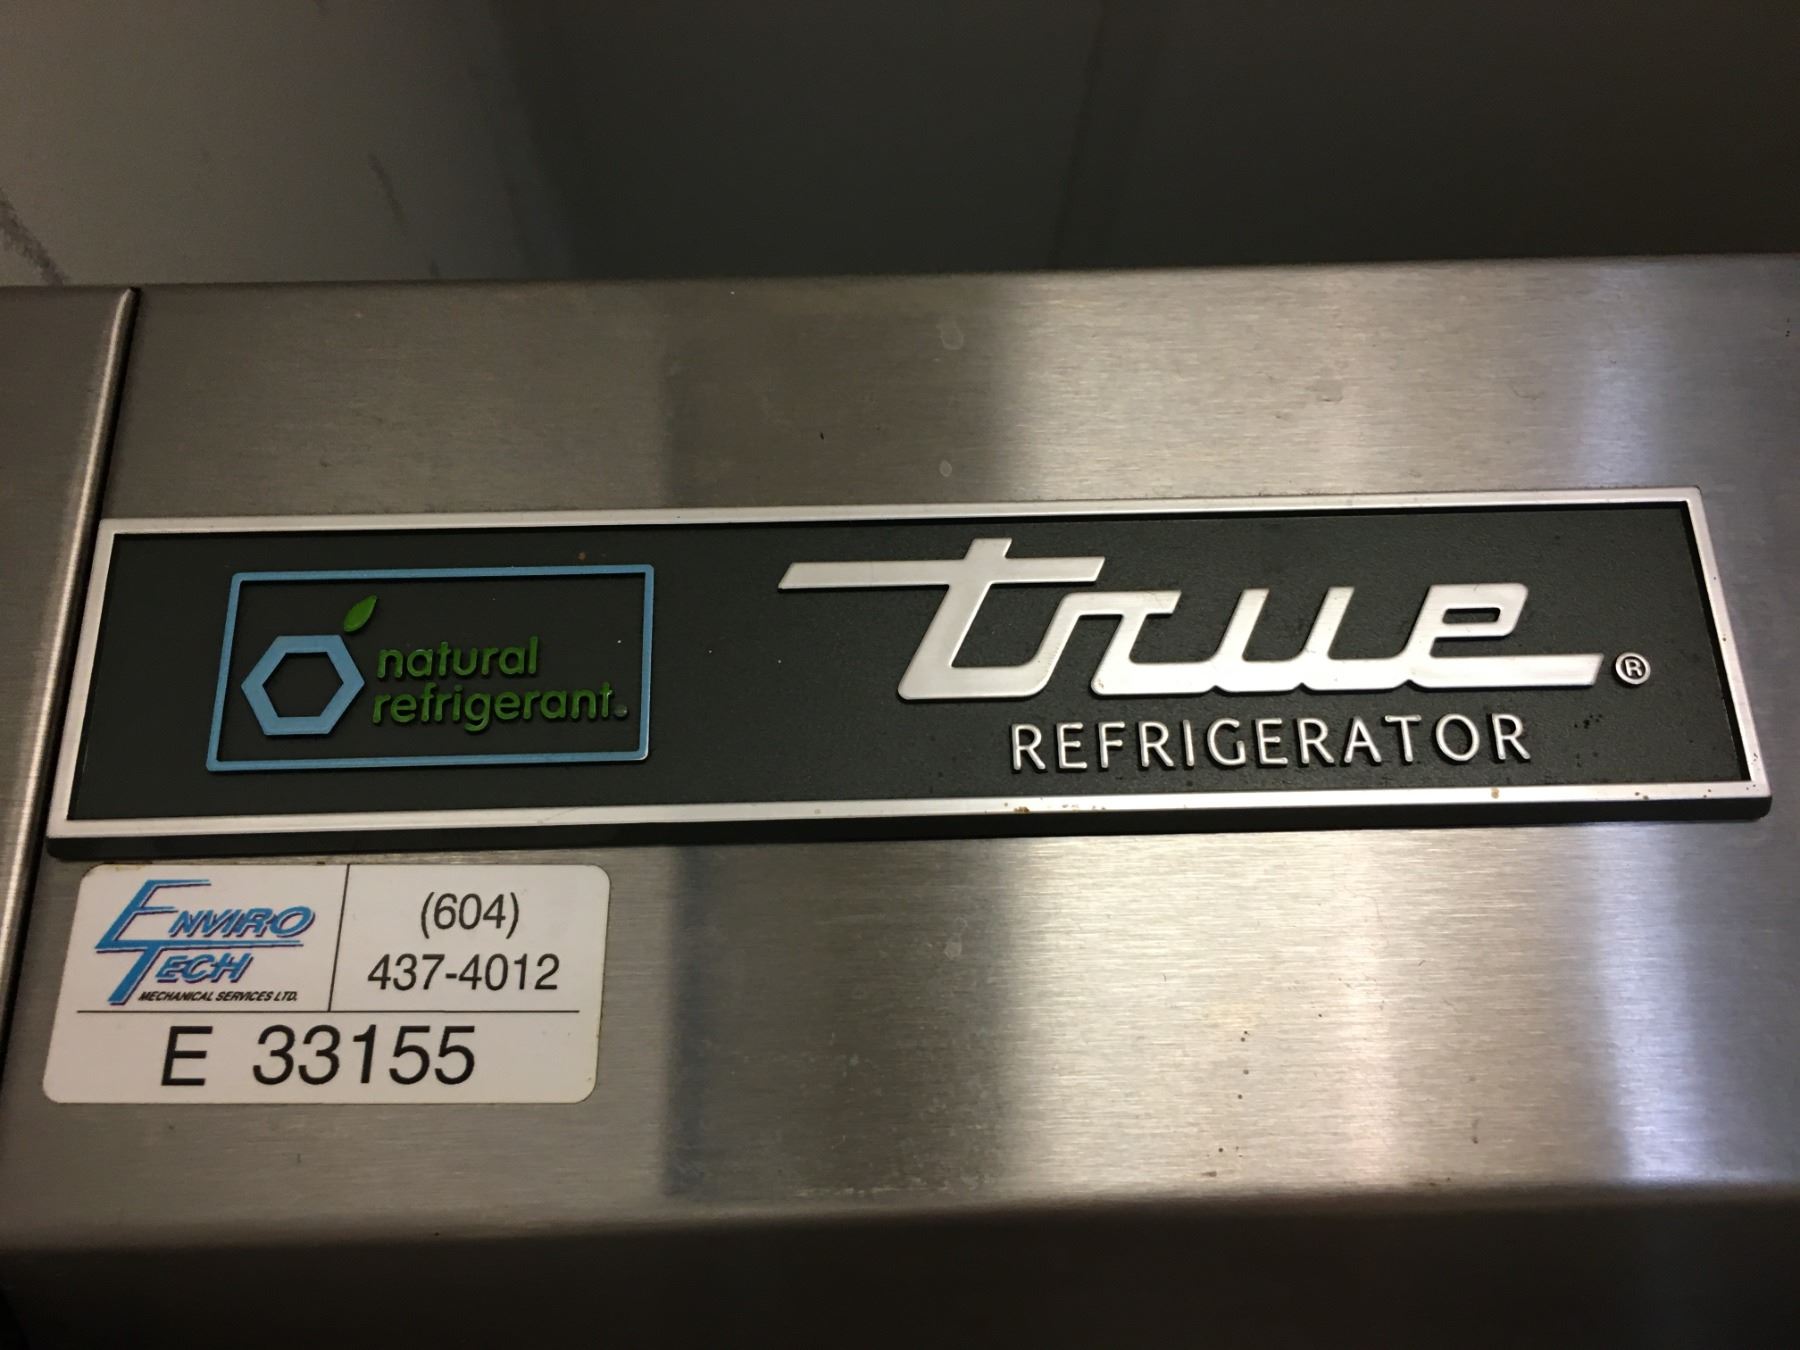 natural
refrigerant®
true®
REFRIGERATOR
ENVIRO
TECH
MECHANICAL SERVICES LTD.
(604)
437-4012
E 33155